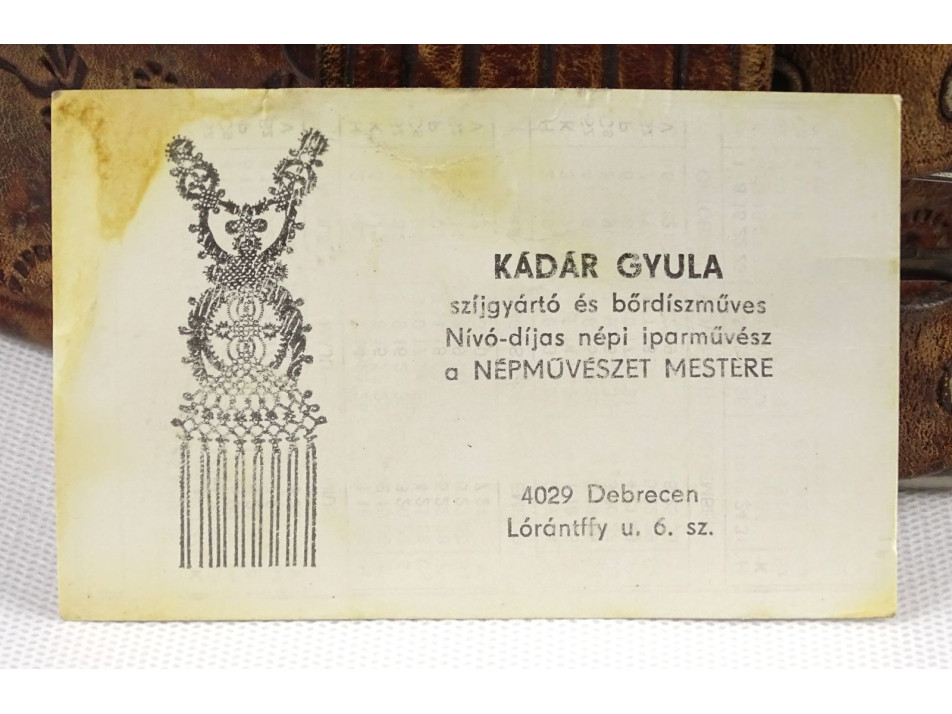 KÁDÁR GYULA
szíjgyártó és bőrdíszműves
Nívó-díjas népi iparművész
a NÉPMŰVÉSZET MESTERE
4029 Debrecen
Lórántffy u. 6. sz.